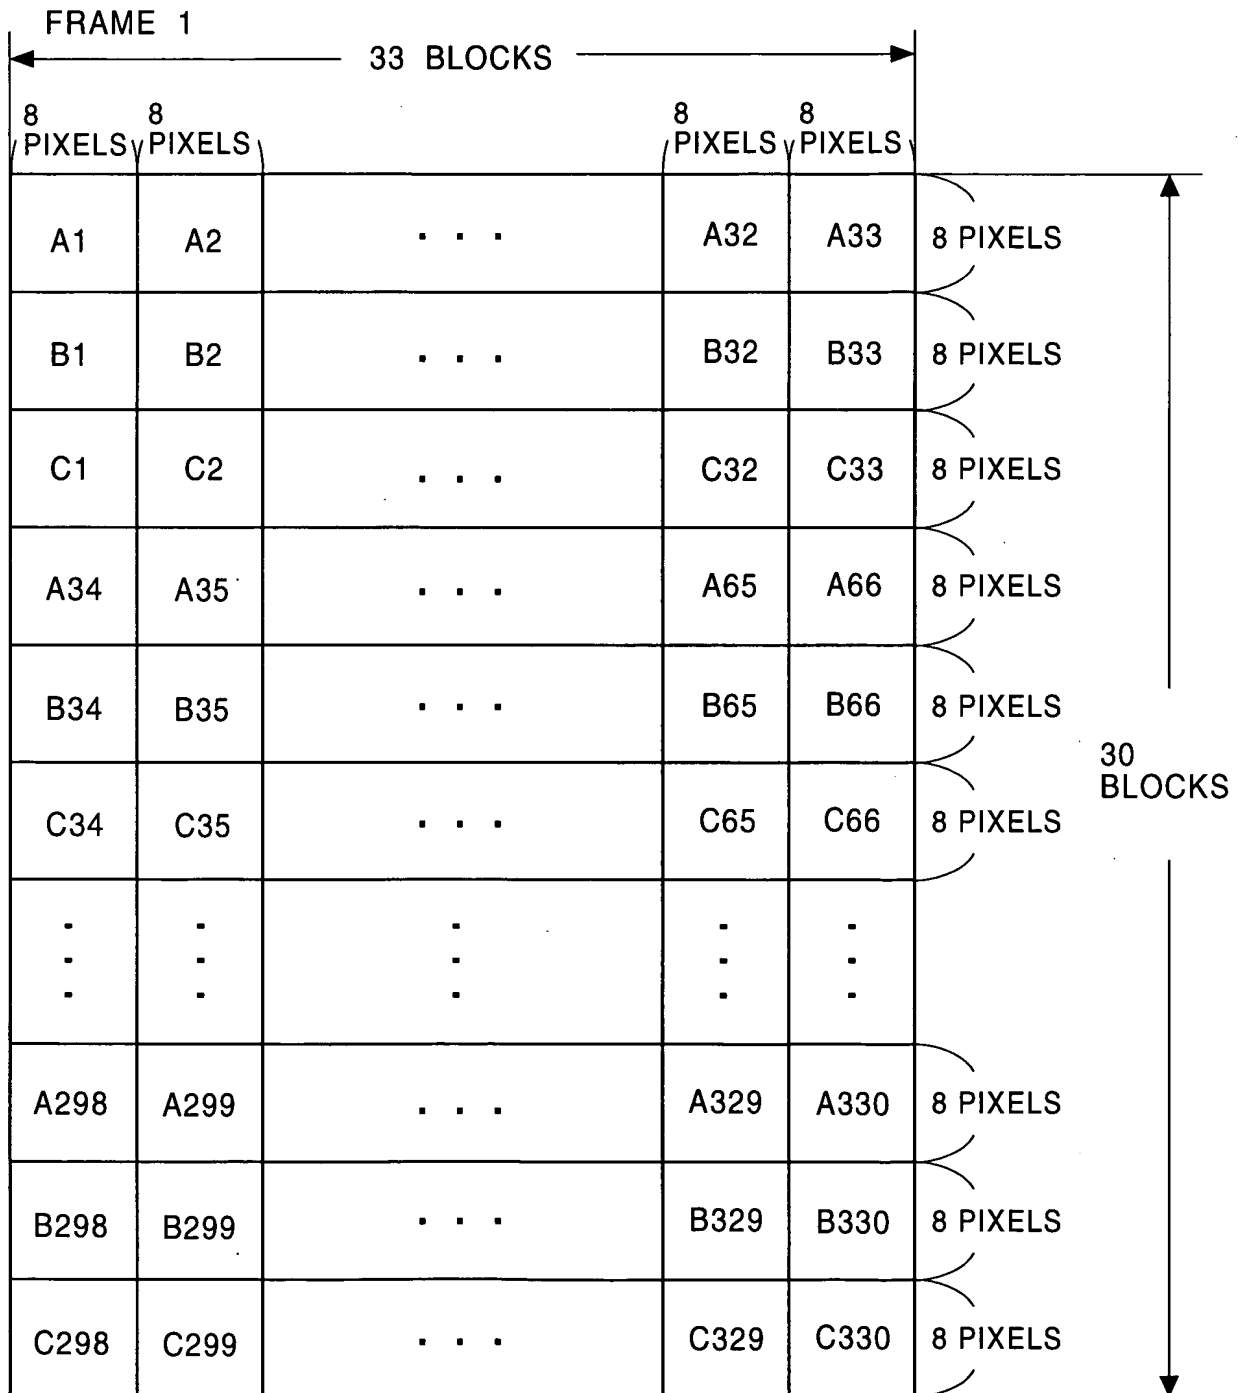 FRAME 1
33 BLOCKS
8 PIXELS 8 PIXELS 8 PIXELS 8 PIXELS
A1 A2 . . . A32 A33 8 PIXELS
B1 B2 . . . B32 B33 8 PIXELS
C1 C2 . . . C32 C33 8 PIXELS
A34 A35 . . . A65 A66 8 PIXELS
B34 B35 . . . B65 B66 8 PIXELS
30 BLOCKS
C34 C35 . . . C65 C66 8 PIXELS
A298 A299 . . . A329 A330 8 PIXELS
B298 B299 . . . B329 B330 8 PIXELS
C298 C299 . . . C329 C330 8 PIXELS